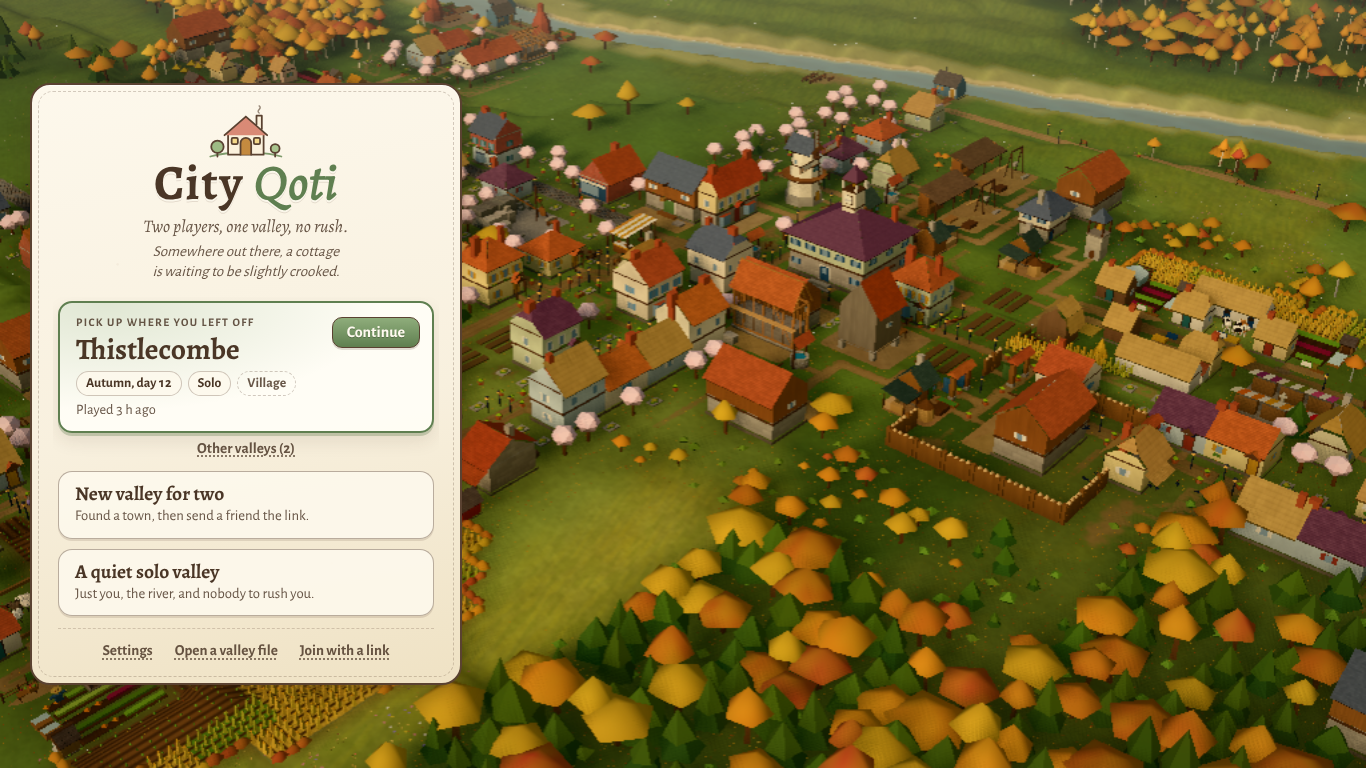 City Qoti
Two players, one valley, no rush.
Somewhere out there, a cottage
is waiting to be slightly crooked.
PICK UP WHERE YOU LEFT OFF
Continue
Thistlecombe
Autumn, day 12
Solo
Village
Played 3 h ago
Other valleys (2)
New valley for two
Found a town, then send a friend the link.
A quiet solo valley
Just you, the river, and nobody to rush you.
Settings
Open a valley file
Join with a link